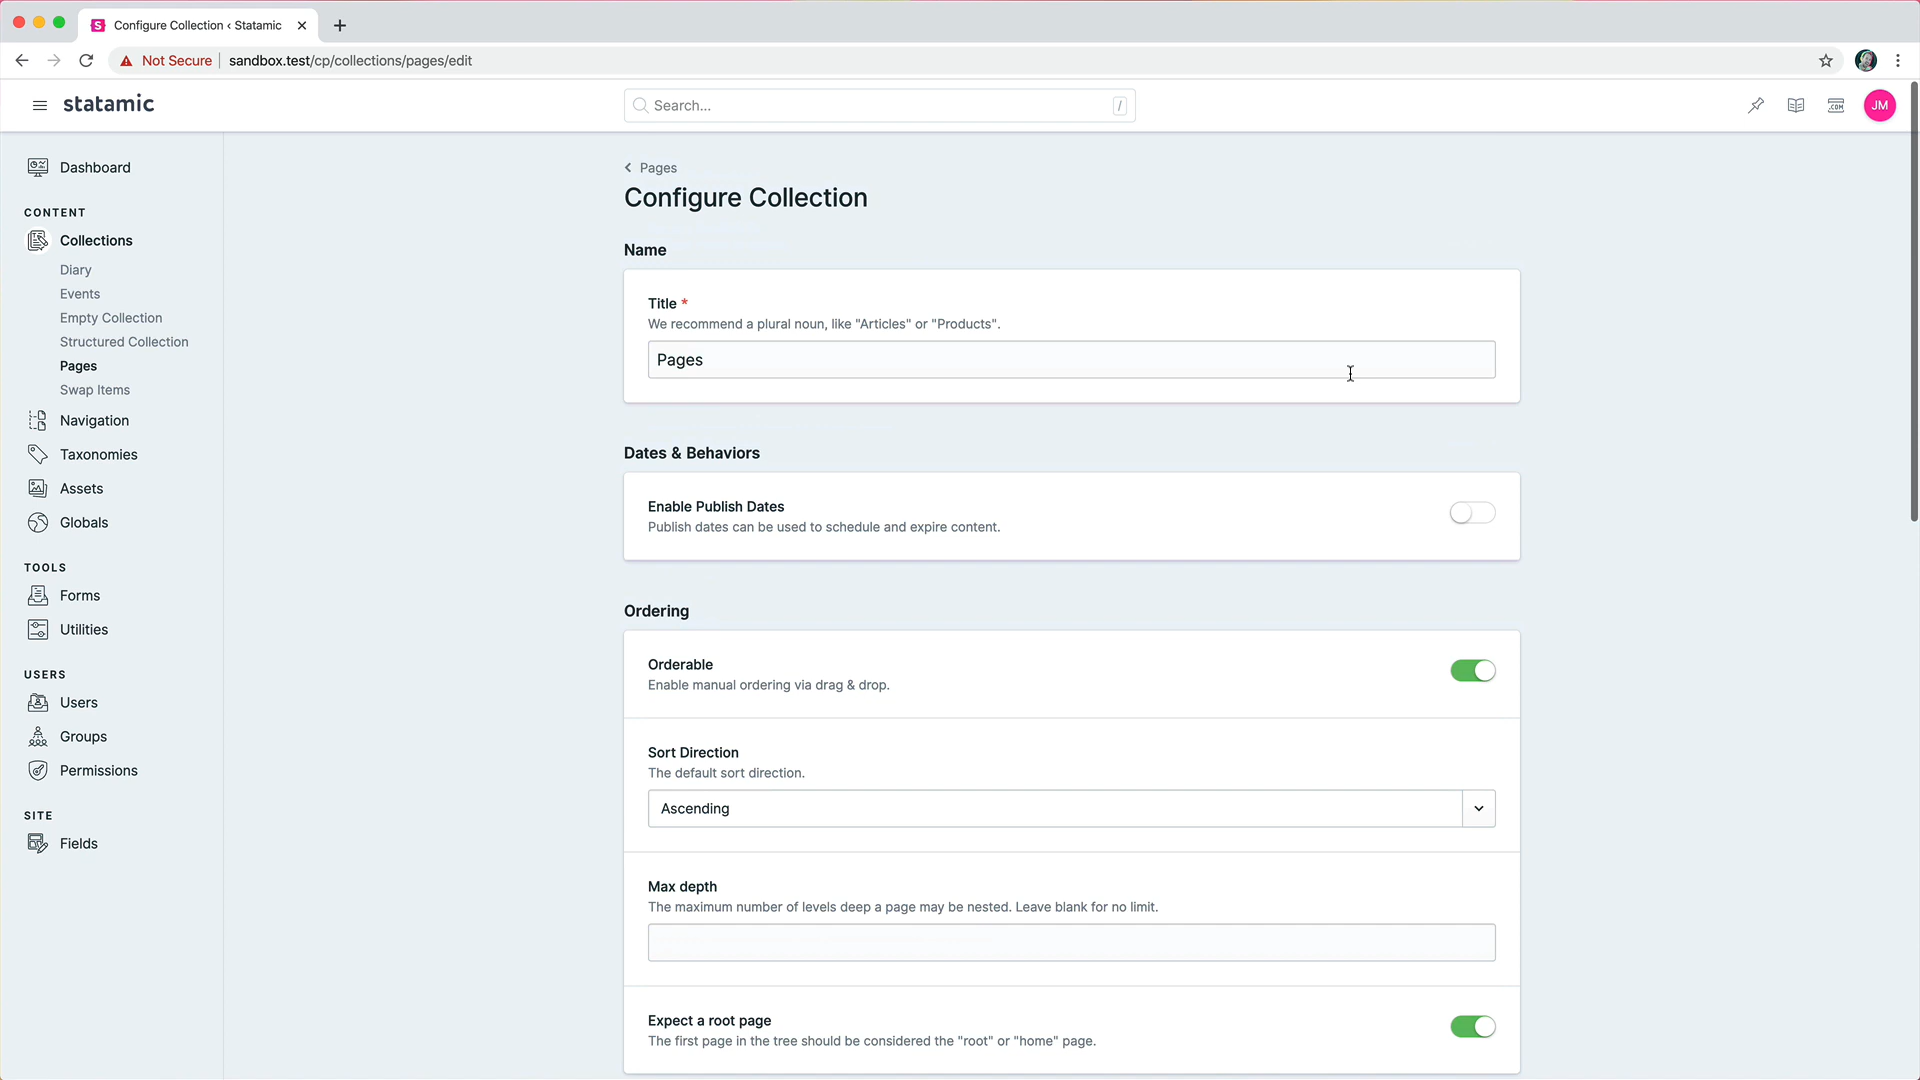 Configure Collection ‹ Statamic
Not Secure
sandbox.test/cp/collections/pages/edit
statamic
Search...
/
.COM
JM
Dashboard
CONTENT
Collections
Diary
Events
Empty Collection
Structured Collection
Pages
Swap Items
Navigation
Taxonomies
Assets
Globals
TOOLS
Forms
Utilities
USERS
Users
Groups
Permissions
SITE
Fields
Pages
Configure Collection
Name
Title *
We recommend a plural noun, like "Articles" or "Products".
Pages
Dates & Behaviors
Enable Publish Dates
Publish dates can be used to schedule and expire content.
Ordering
Orderable
Enable manual ordering via drag & drop.
Sort Direction
The default sort direction.
Ascending
Max depth
The maximum number of levels deep a page may be nested. Leave blank for no limit.
Expect a root page
The first page in the tree should be considered the "root" or "home" page.